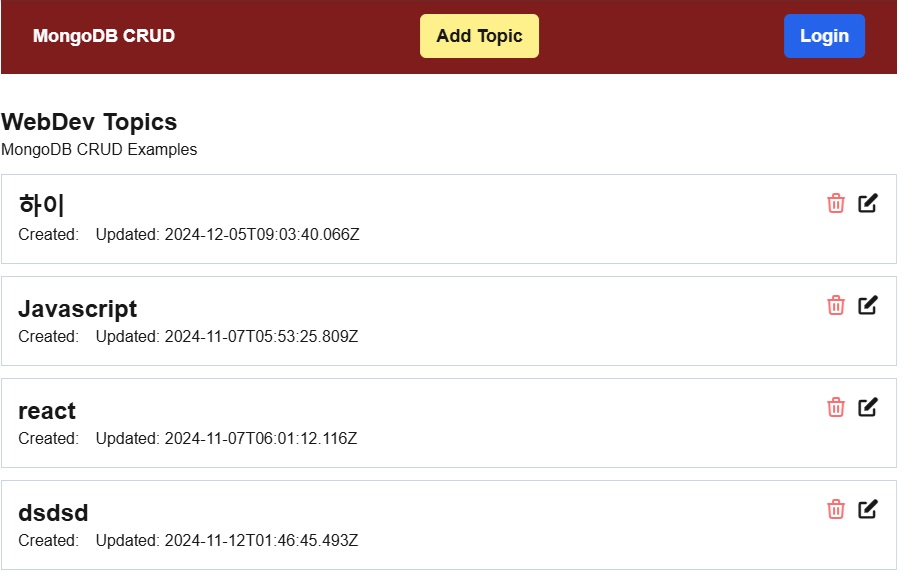 MongoDB CRUD Add Topic Login
WebDev Topics
MongoDB CRUD Examples
하이
Created: Updated: 2024-12-05T09:03:40.066Z
Javascript
Created: Updated: 2024-11-07T05:53:25.809Z
react
Created: Updated: 2024-11-07T06:01:12.116Z
dsdsd
Created: Updated: 2024-11-12T01:46:45.493Z